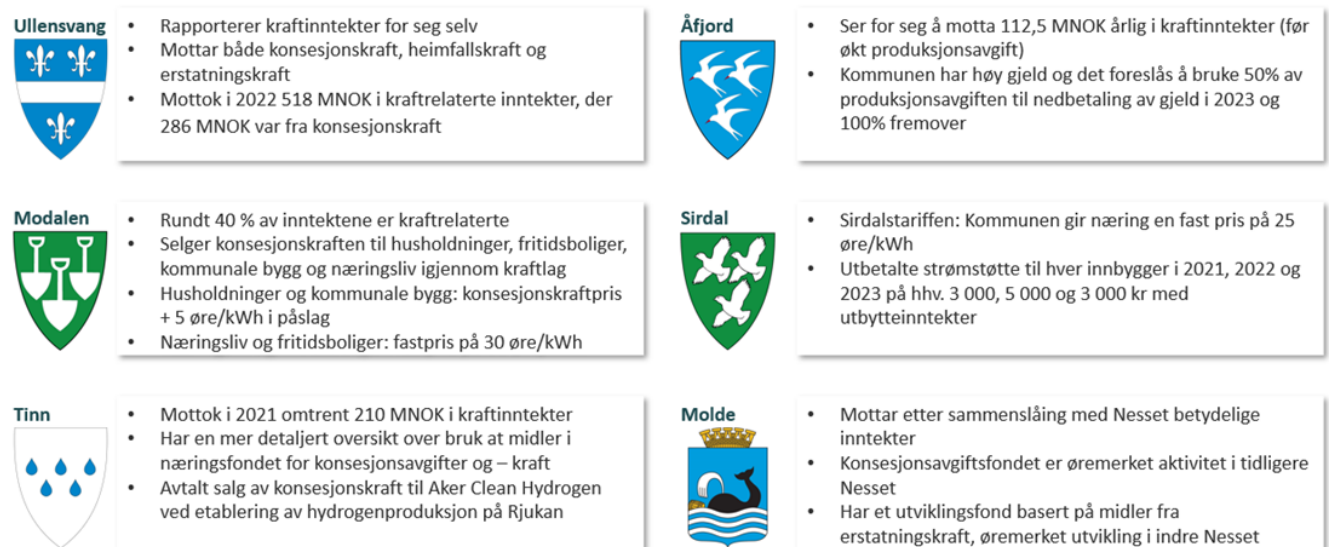 Ullensvang
• Rapporterer kraftinntekter for seg selv
• Mottar både konsesjonskraft, heimfallskraft og
erstatningskraft
• Mottok i 2022 518 MNOK i kraftrelaterte inntekter, der
286 MNOK var fra konsesjonskraft
Åfjord
• Ser for seg å motta 112,5 MNOK årlig i kraftinntekter (før
økt produksjonsavgift)
• Kommunen har høy gjeld og det foreslås å bruke 50% av
produksjonsavgiften til nedbetaling av gjeld i 2023 og
100% fremover
Modalen
• Rundt 40 % av inntektene er kraftrelaterte
• Selger konsesjonskraften til husholdninger, fritidsboliger,
kommunale bygg og næringsliv igjennom kraftlag
• Husholdninger og kommunale bygg: konsesjonskraftpris
+ 5 øre/kWh i påslag
• Næringsliv og fritidsboliger: fastpris på 30 øre/kWh
Sirdal
• Sirdalstariffen: Kommunen gir næring en fast pris på 25
øre/kWh
• Utbetalte strømstøtte til hver innbygger i 2021, 2022 og
2023 på hhv. 3 000, 5 000 og 3 000 kr med
utbytteinntekter
Tinn
• Mottok i 2021 omtrent 210 MNOK i kraftinntekter
• Har en mer detaljert oversikt over bruk at midler i
næringsfondet for konsesjonsavgifter og – kraft
• Avtalt salg av konsesjonskraft til Aker Clean Hydrogen
ved etablering av hydrogenproduksjon på Rjukan
Molde
• Mottar etter sammenslåing med Nesset betydelige
inntekter
• Konsesjonsavgiftsfondet er øremerket aktivitet i tidligere
Nesset
• Har et utviklingsfond basert på midler fra
erstatningskraft, øremerket utvikling i indre Nesset